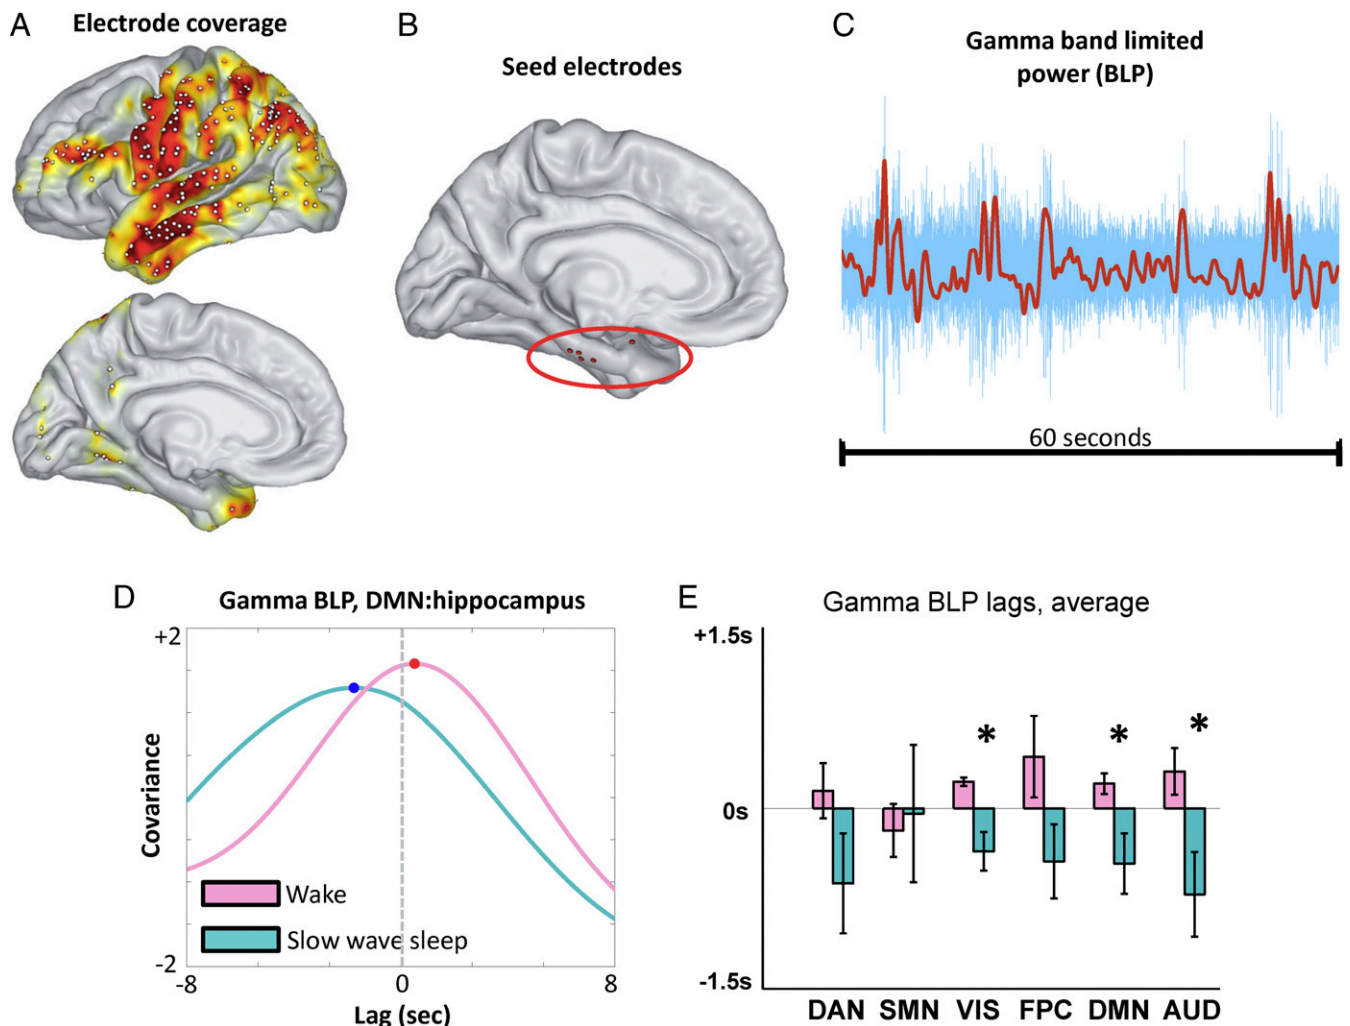 A
Electrode coverage
B
Seed electrodes
C
Gamma band limited
power (BLP)
60 seconds
D
Gamma BLP, DMN:hippocampus
+2
Covariance
-2
Wake
Slow wave sleep
-8
0
8
Lag (sec)
E
Gamma BLP lags, average
+1.5s
0s
-1.5s
* * *
DAN SMN VIS FPC DMN AUD